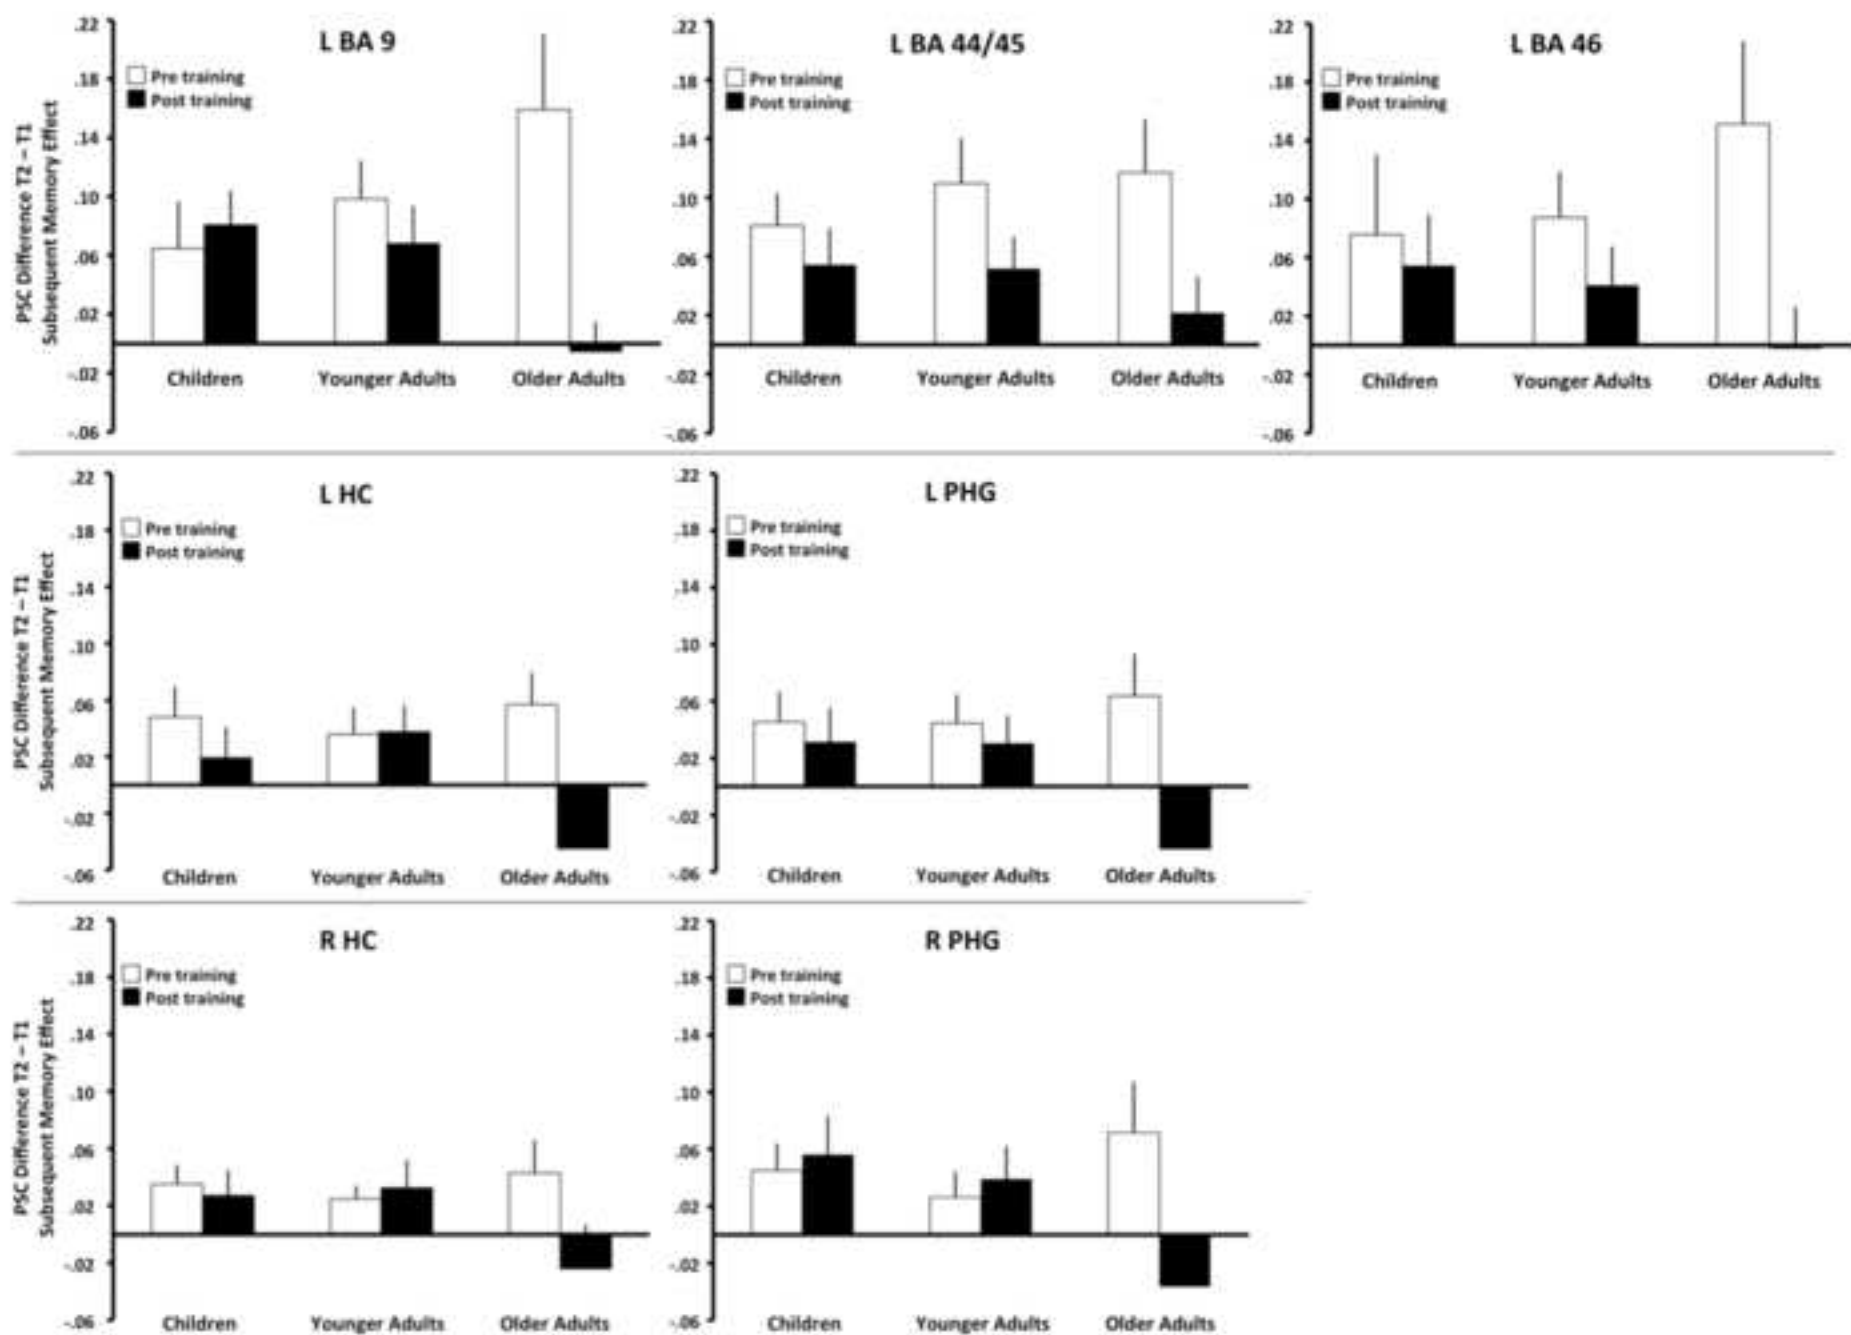 L BA 9
Pre training
Post training
PSC Difference T2 – T1
Subsequent Memory Effect
.22
.18
.14
.10
.06
.02
-.02
-.06
Children Younger Adults Older Adults
L BA 44/45
Pre training
Post training
.22
.18
.14
.10
.06
.02
-.02
-.06
Children Younger Adults Older Adults
L BA 46
Pre training
Post training
.22
.18
.14
.10
.06
.02
-.02
-.06
Children Younger Adults Older Adults
L HC
Pre training
Post training
PSC Difference T2 – T1
Subsequent Memory Effect
.22
.18
.14
.10
.06
.02
-.02
-.06
Children Younger Adults Older Adults
L PHG
Pre training
Post training
.22
.18
.14
.10
.06
.02
-.02
-.06
Children Younger Adults Older Adults
R HC
Pre training
Post training
PSC Difference T2 – T1
Subsequent Memory Effect
.22
.18
.14
.10
.06
.02
-.02
-.06
Children Younger Adults Older Adults
R PHG
Pre training
Post training
.22
.18
.14
.10
.06
.02
-.02
-.06
Children Younger Adults Older Adults